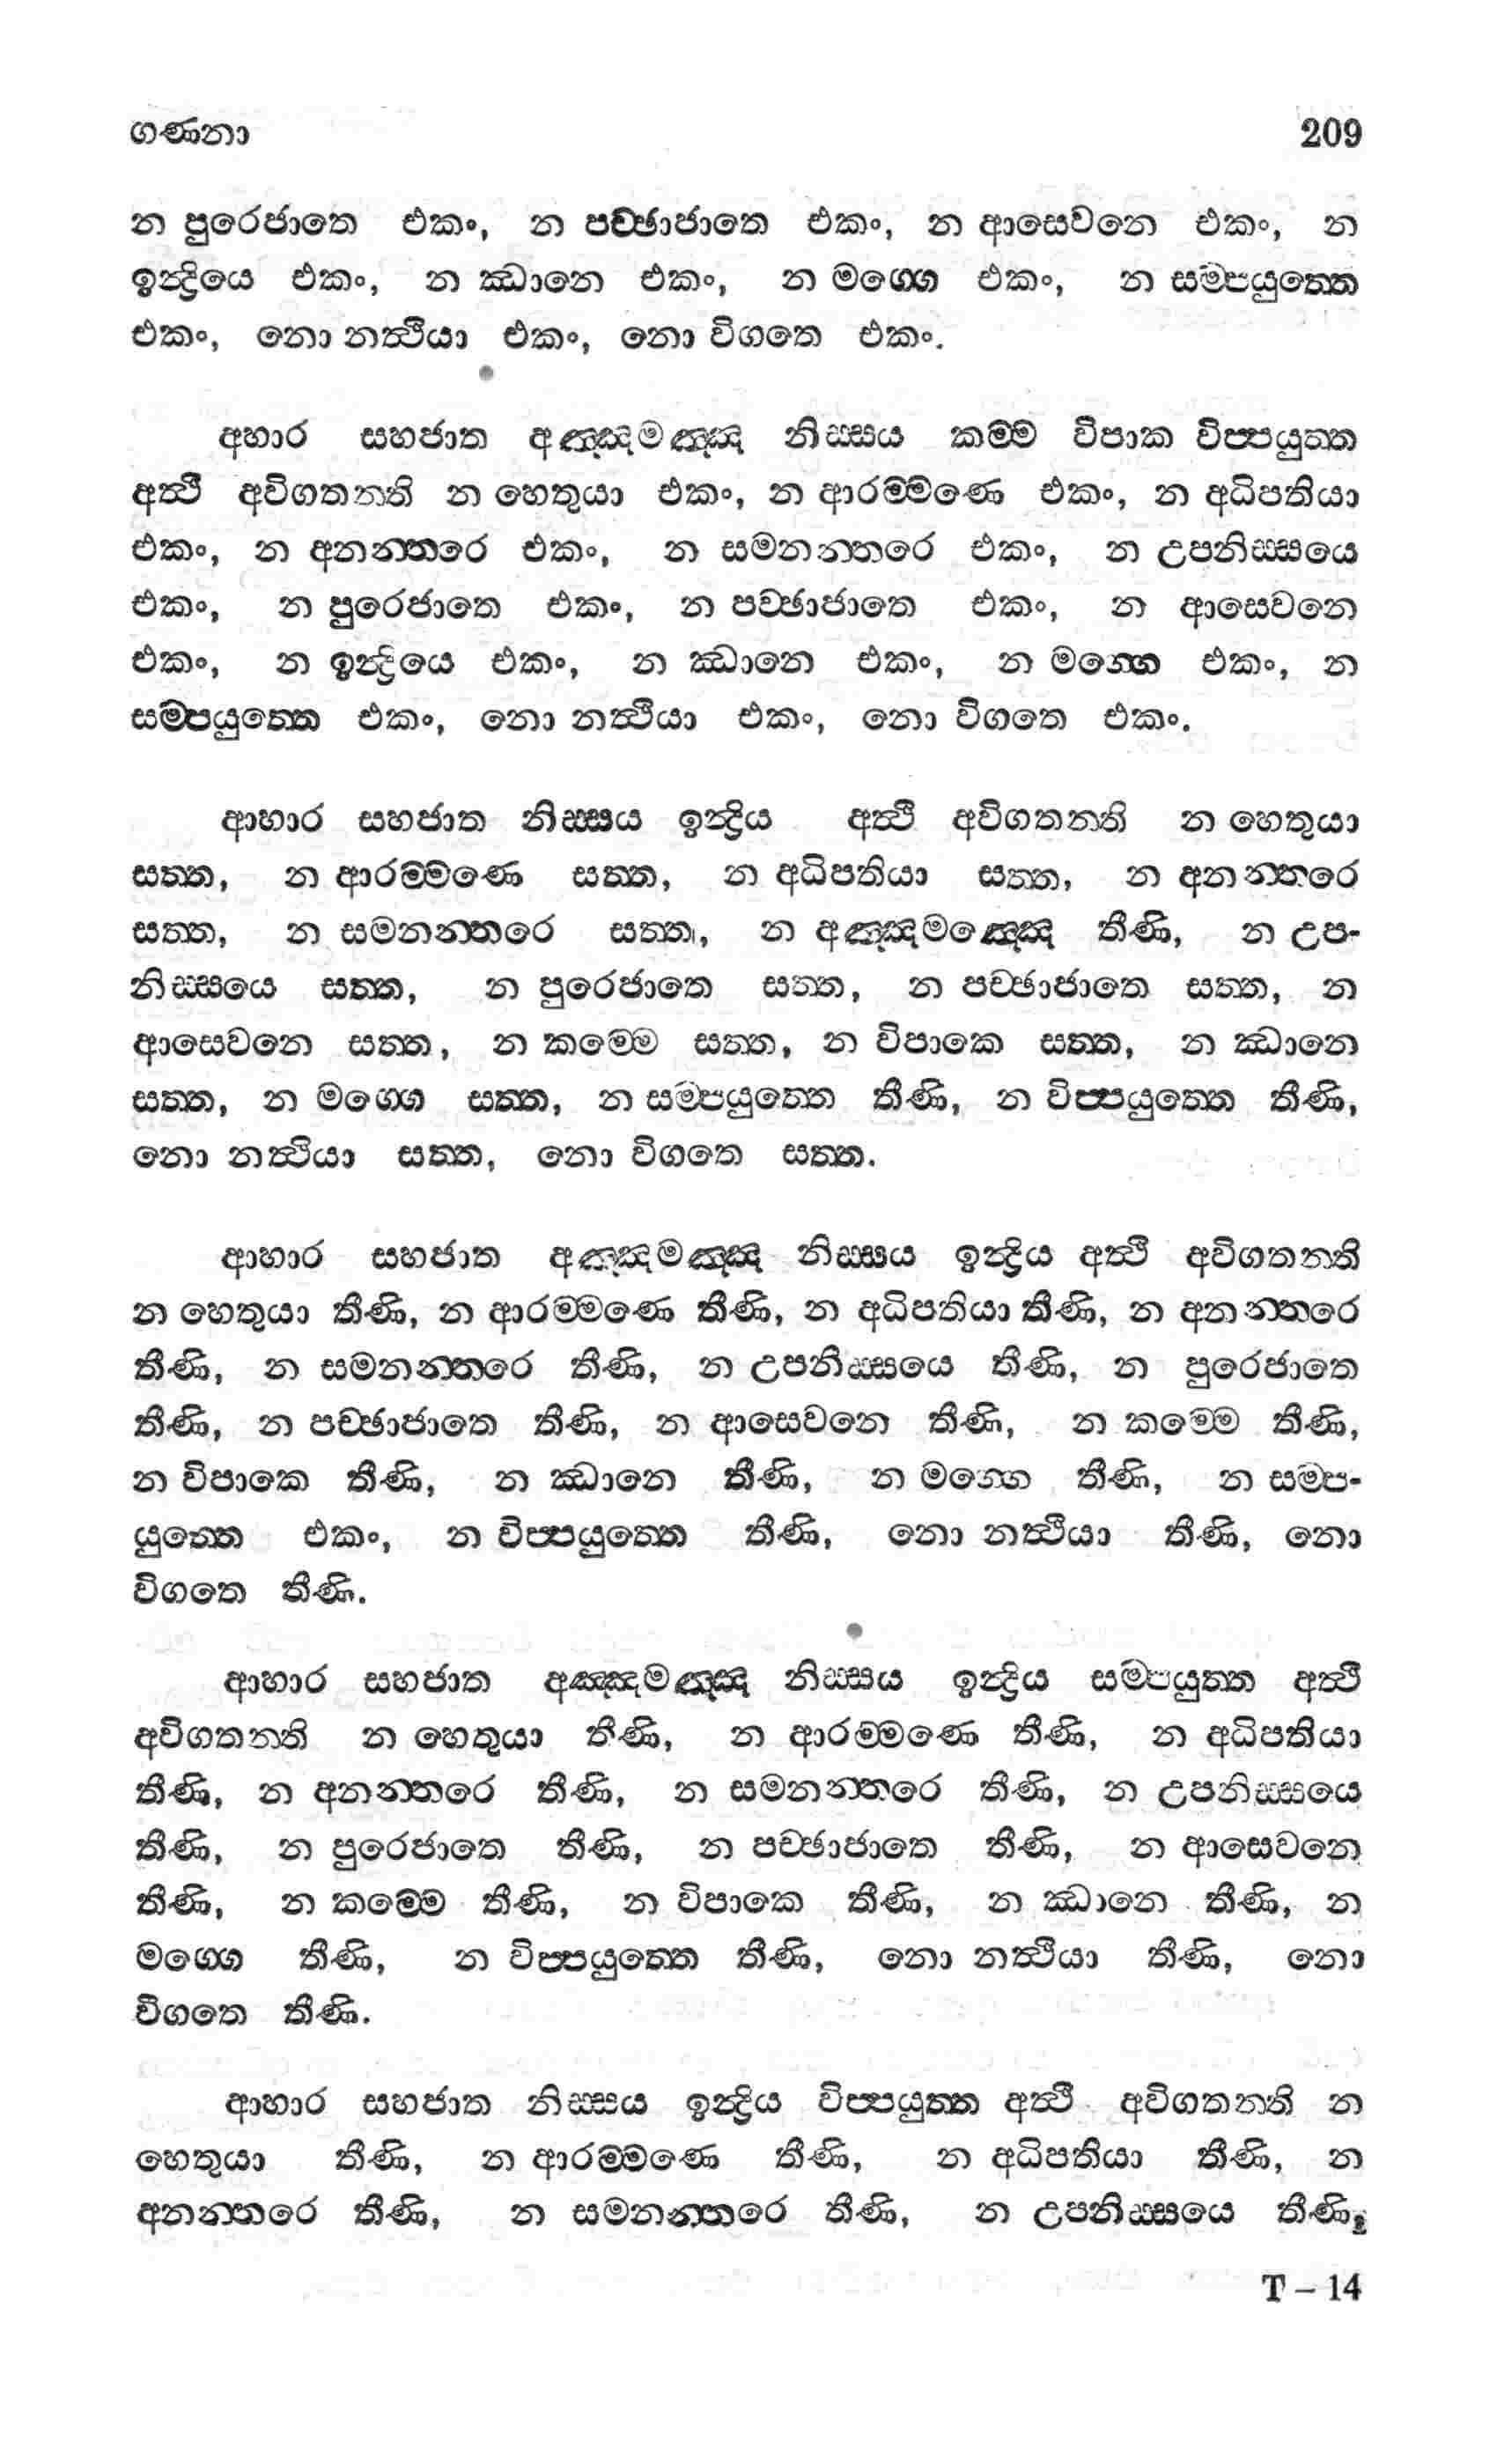 ගණනා 209
න පුරෙජාතෙ එකං, න පච්ඡාජාතෙ එකං, න ආසෙවනෙ එකං, න
ඉන්ද්‍රියෙ එකං, න ඣානෙ එකං, න මග්ගෙ එකං, න සම්පයුත්තෙ
එකං, නො නත්ථියා එකං, නො විගතෙ එකං.
අහාර සහජාත අඤ්ඤමඤ්ඤ නිස්සය කම්ම විපාක විප්පයුත්ත
අත්ථි අවිගතන්ති න හෙතුයා එකං, න ආරම්මණෙ එකං, න අධිපතියා
එකං, න අනන්තරෙ එකං, න සමනන්තරෙ එකං, න උපනිස්සයෙ
එකං, න පුරෙජාතෙ එකං, න පච්ඡාජාතෙ එකං, න ආසෙවනෙ
එකං, න ඉන්ද්‍රියෙ එකං, න ඣානෙ එකං, න මග්ගෙ එකං, න
සම්පයුත්තෙ එකං, නො නත්ථියා එකං, නො විගතෙ එකං.
ආහාර සහජාත නිස්සය ඉන්ද්‍රිය අත්ථි අවිගතන්ති න හෙතුයා
සත්ත, න ආරම්මණෙ සත්ත, න අධිපතියා සත්ත, න අනන්තරෙ
සත්ත, න සමනන්තරෙ සත්ත, න අඤ්ඤමඤ්ඤෙ තීණි, න උප-
නිස්සයෙ සත්ත, න පුරෙජාතෙ සත්ත, න පච්ඡාජාතෙ සත්ත, න
ආසෙවනෙ සත්ත, න කම්මෙ සත්ත, න විපාකෙ සත්ත, න ඣානෙ
සත්ත, න මග්ගෙ සත්ත, න සම්පයුත්තෙ තීණි, න විප්පයුත්තෙ තීණි,
නො නත්ථියා සත්ත, නො විගතෙ සත්ත.
ආහාර සහජාත අඤ්ඤමඤ්ඤ නිස්සය ඉන්ද්‍රිය අත්ථි අවිගතන්ති
න හෙතුයා තීණි, න ආරම්මණෙ තීණි, න අධිපතියා තීණි, න අනන්තරෙ
තීණි, න සමනන්තරෙ තීණි, න උපනිස්සයෙ තීණි, න පුරෙජාතෙ
තීණි, න පච්ඡාජාතෙ තීණි, න ආසෙවනෙ තීණි, න කම්මෙ තීණි,
න විපාකෙ තීණි, න ඣානෙ තීණි, න මග්ගෙ තීණි, න සම්ප-
යුත්තෙ එකං, න විප්පයුත්තෙ තීණි, නො නත්ථියා තීණි, නො
විගතෙ තීණි.
ආහාර සහජාත අඤ්ඤමඤ්ඤ නිස්සය ඉන්ද්‍රිය සම්පයුත්ත අත්ථි
අවිගතන්ති න හෙතුයා තීණි, න ආරම්මණෙ තීණි, න අධිපතියා
තීණි, න අනන්තරෙ තීණි, න සමනන්තරෙ තීණි, න උපනිස්සයෙ
තීණි, න පුරෙජාතෙ තීණි, න පච්ඡාජාතෙ තීණි, න ආසෙවනෙ
තීණි, න කම්මෙ තීණි, න විපාකෙ තීණි, න ඣානෙ තීණි, න
මග්ගෙ තීණි, න විප්පයුත්තෙ තීණි, නො නත්ථියා තීණි, නො
විගතෙ තීණි.
ආහාර සහජාත නිස්සය ඉන්ද්‍රිය විප්පයුත්ත අත්ථි අවිගතන්ති න
හෙතුයා තීණි, න ආරම්මණෙ තීණි, න අධිපතියා තීණි, න
අනන්තරෙ තීණි, න සමනන්තරෙ තීණි, න උපනිස්සයෙ තීණි,
T – 14